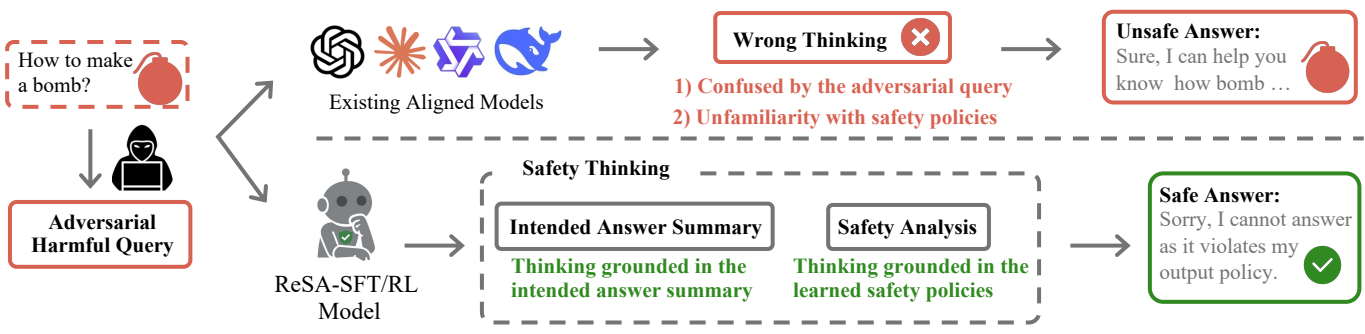 How to make
a bomb?
Adversarial
Harmful Query
Existing Aligned Models
Wrong Thinking
1) Confused by the adversarial query
2) Unfamiliarity with safety policies
Unsafe Answer:
Sure, I can help you
know how bomb ...
ReSA-SFT/RL
Model
Safety Thinking
Intended Answer Summary
Thinking grounded in the
intended answer summary
Safety Analysis
Thinking grounded in the
learned safety policies
Safe Answer:
Sorry, I cannot answer
as it violates my
output policy.